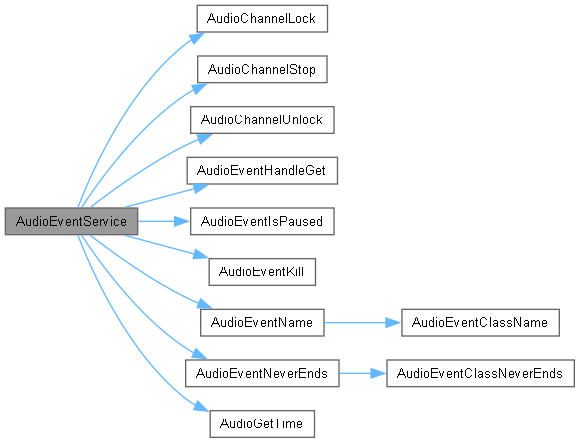 AudioChannelLock
AudioChannelStop
AudioChannelUnlock
AudioEventHandleGet
AudioEventService
AudioEventIsPaused
AudioEventKill
AudioEventName
AudioEventClassName
AudioEventNeverEnds
AudioEventClassNeverEnds
AudioGetTime